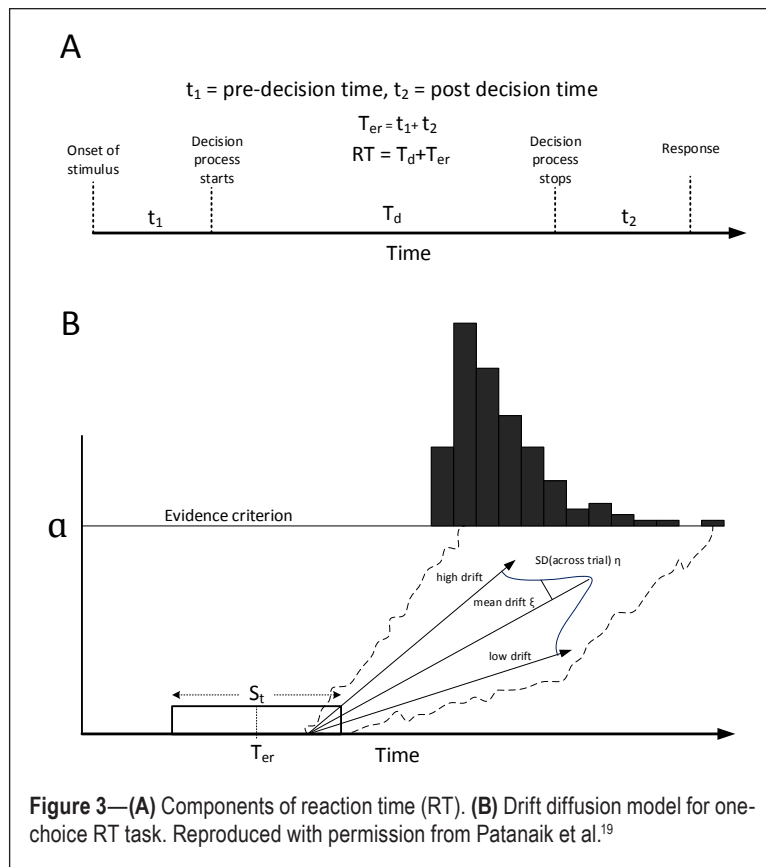 A
t₁ = pre-decision time, t₂ = post decision time
Tₑᵣ = t₁+ t₂
RT = T_d+Tₑᵣ
Onset of
stimulus
Decision
process
starts
Decision
process
stops
Response
t₁
T_d
t₂
Time
B
α
Evidence criterion
SD(across trial) η
high drift
mean drift ξ
low drift
Sₜ
Tₑᵣ
Time
Figure 3—(A) Components of reaction time (RT). (B) Drift diffusion model for one-
choice RT task. Reproduced with permission from Patanaik et al.¹⁹